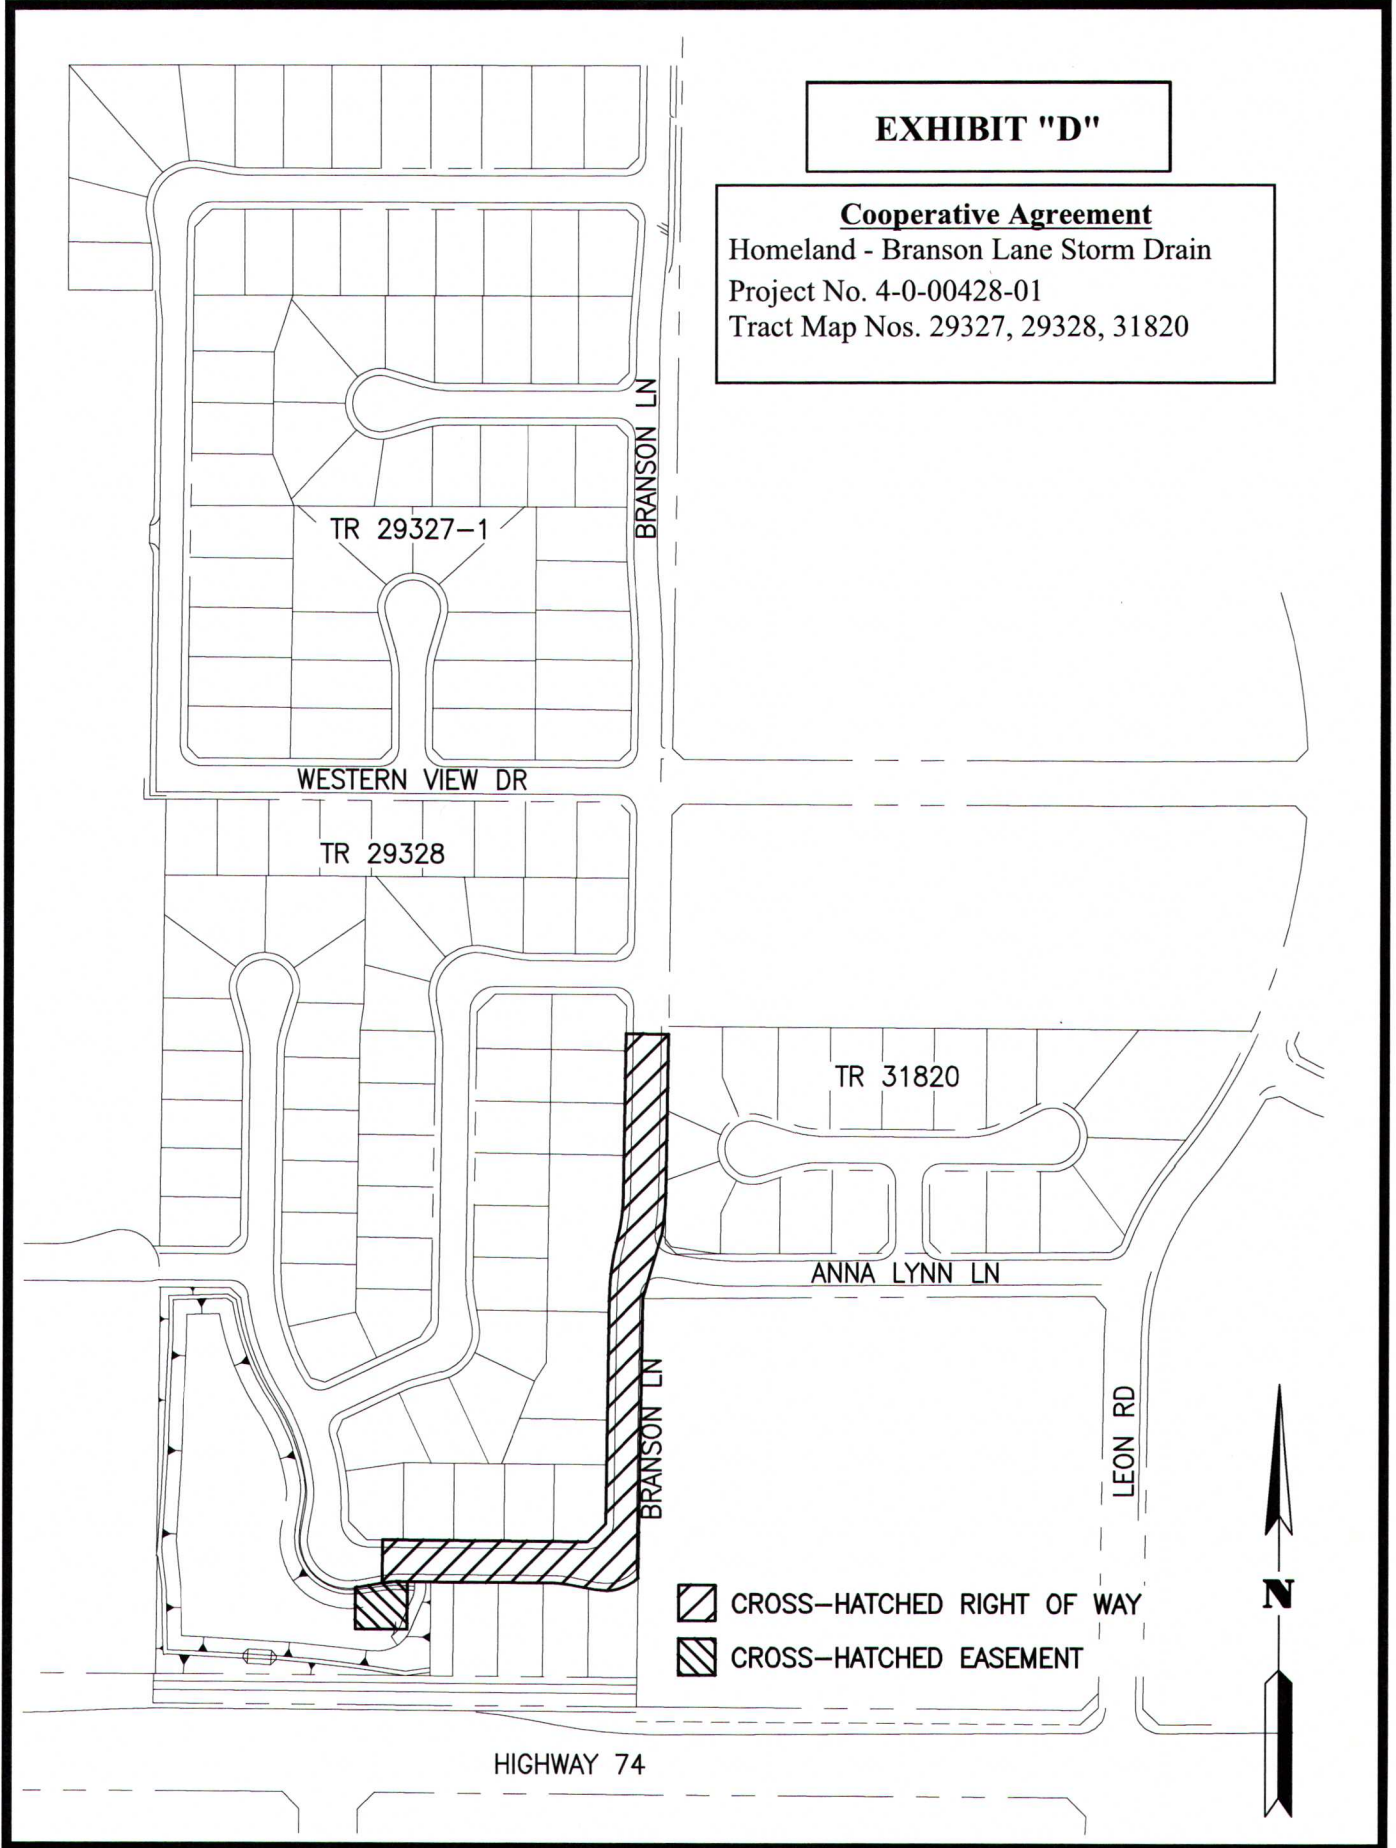 EXHIBIT "D"
Cooperative Agreement
Homeland - Branson Lane Storm Drain
Project No. 4-0-00428-01
Tract Map Nos. 29327, 29328, 31820
BRANSON LN
TR 29327-1
WESTERN VIEW DR
TR 29328
TR 31820
ANNA LYNN LN
BRANSON LN
LEON RD
CROSS-HATCHED RIGHT OF WAY
N
CROSS-HATCHED EASEMENT
HIGHWAY 74